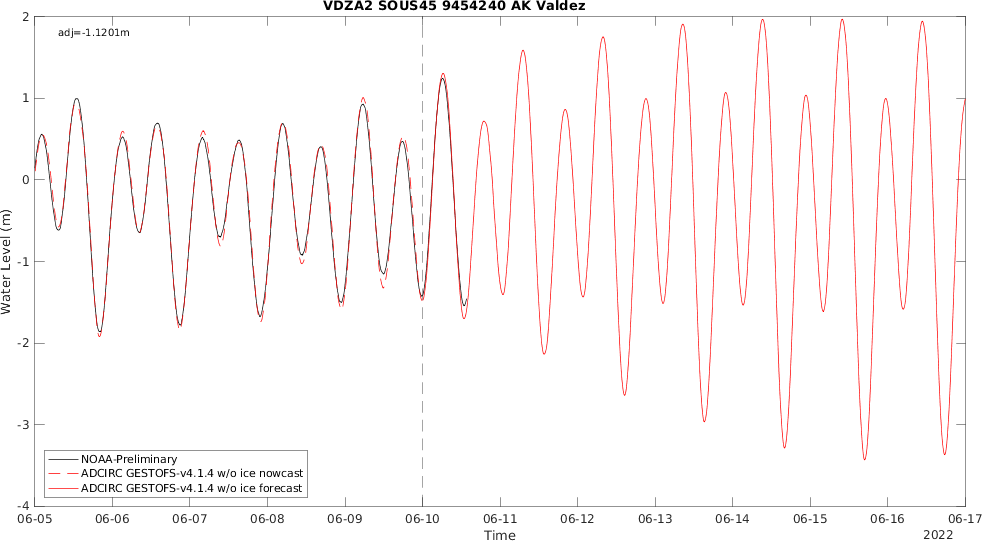 VDZA2 SOUS45 9454240 AK Valdez
adj=-1.1201m
2
1
0
-1
-2
-3
-4
Water Level (m)
NOAA-Preliminary
ADCIRC GESTOFS-v4.1.4 w/o ice nowcast
ADCIRC GESTOFS-v4.1.4 w/o ice forecast
06-05 06-06 06-07 06-08 06-09 06-10 06-11 06-12 06-13 06-14 06-15 06-16 06-17
Time
2022